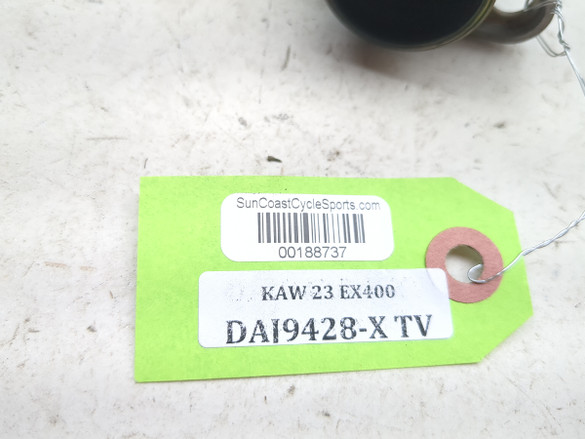 SunCoastCycleSports.com
00188737
KAW 23 EX400
DAI9428-X TV